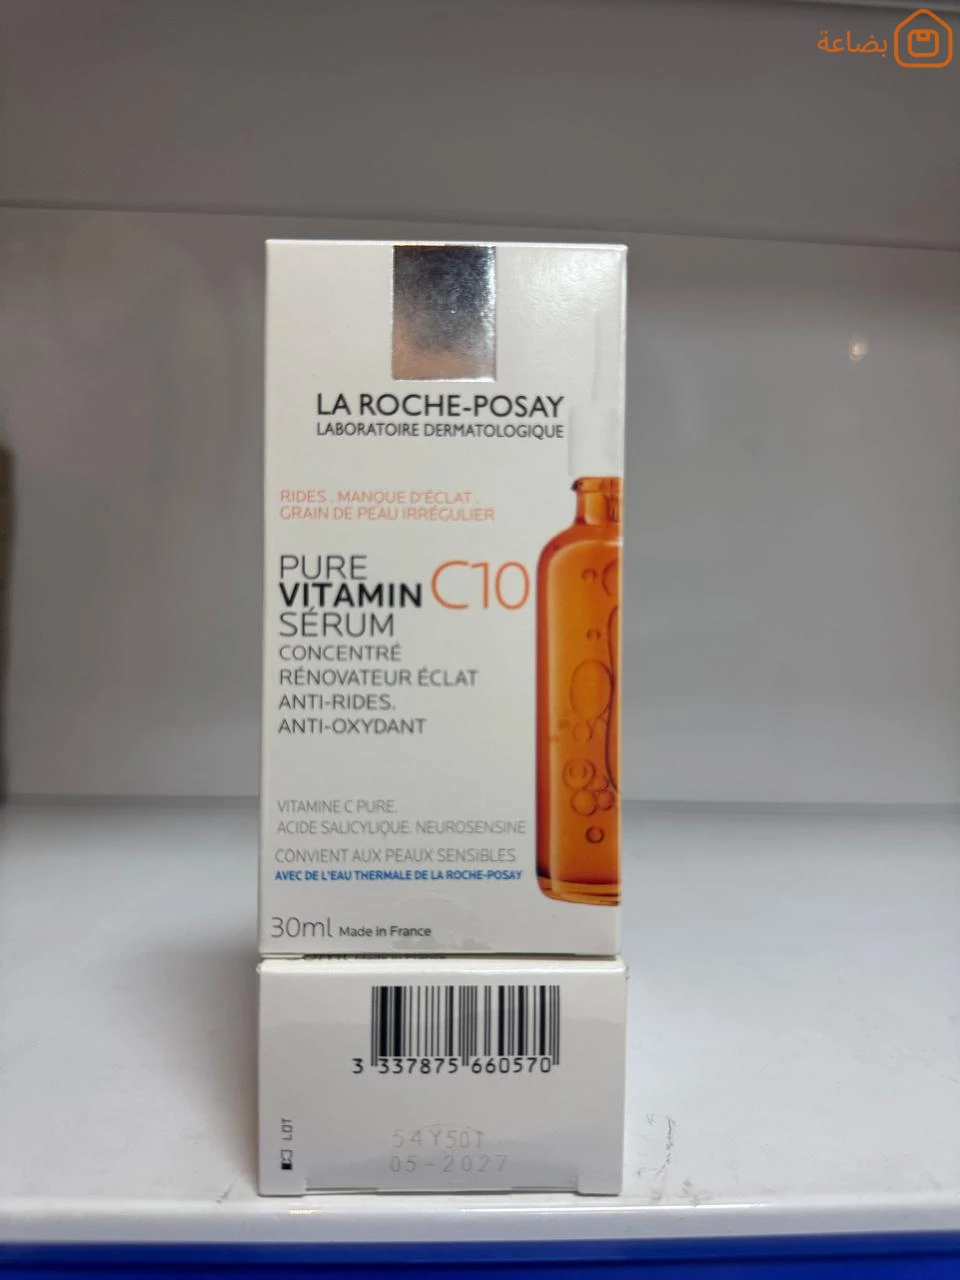 بضاعة
LA ROCHE-POSAY
LABORATOIRE DERMATOLOGIQUE
RIDES . MANQUE D'ÉCLAT .
GRAIN DE PEAU IRRÉGULIER
PURE
VITAMIN C10
SÉRUM
CONCENTRÉ
RÉNOVATEUR ÉCLAT
ANTI-RIDES.
ANTI-OXYDANT
VITAMINE C PURE.
ACIDE SALICYLIQUE. NEUROSENSINE
CONVIENT AUX PEAUX SENSIBLES
AVEC DE L'EAU THERMALE DE LA ROCHE-POSAY
30ml Made in France
3 337875 660570
LOT
54Y50T
05-2027